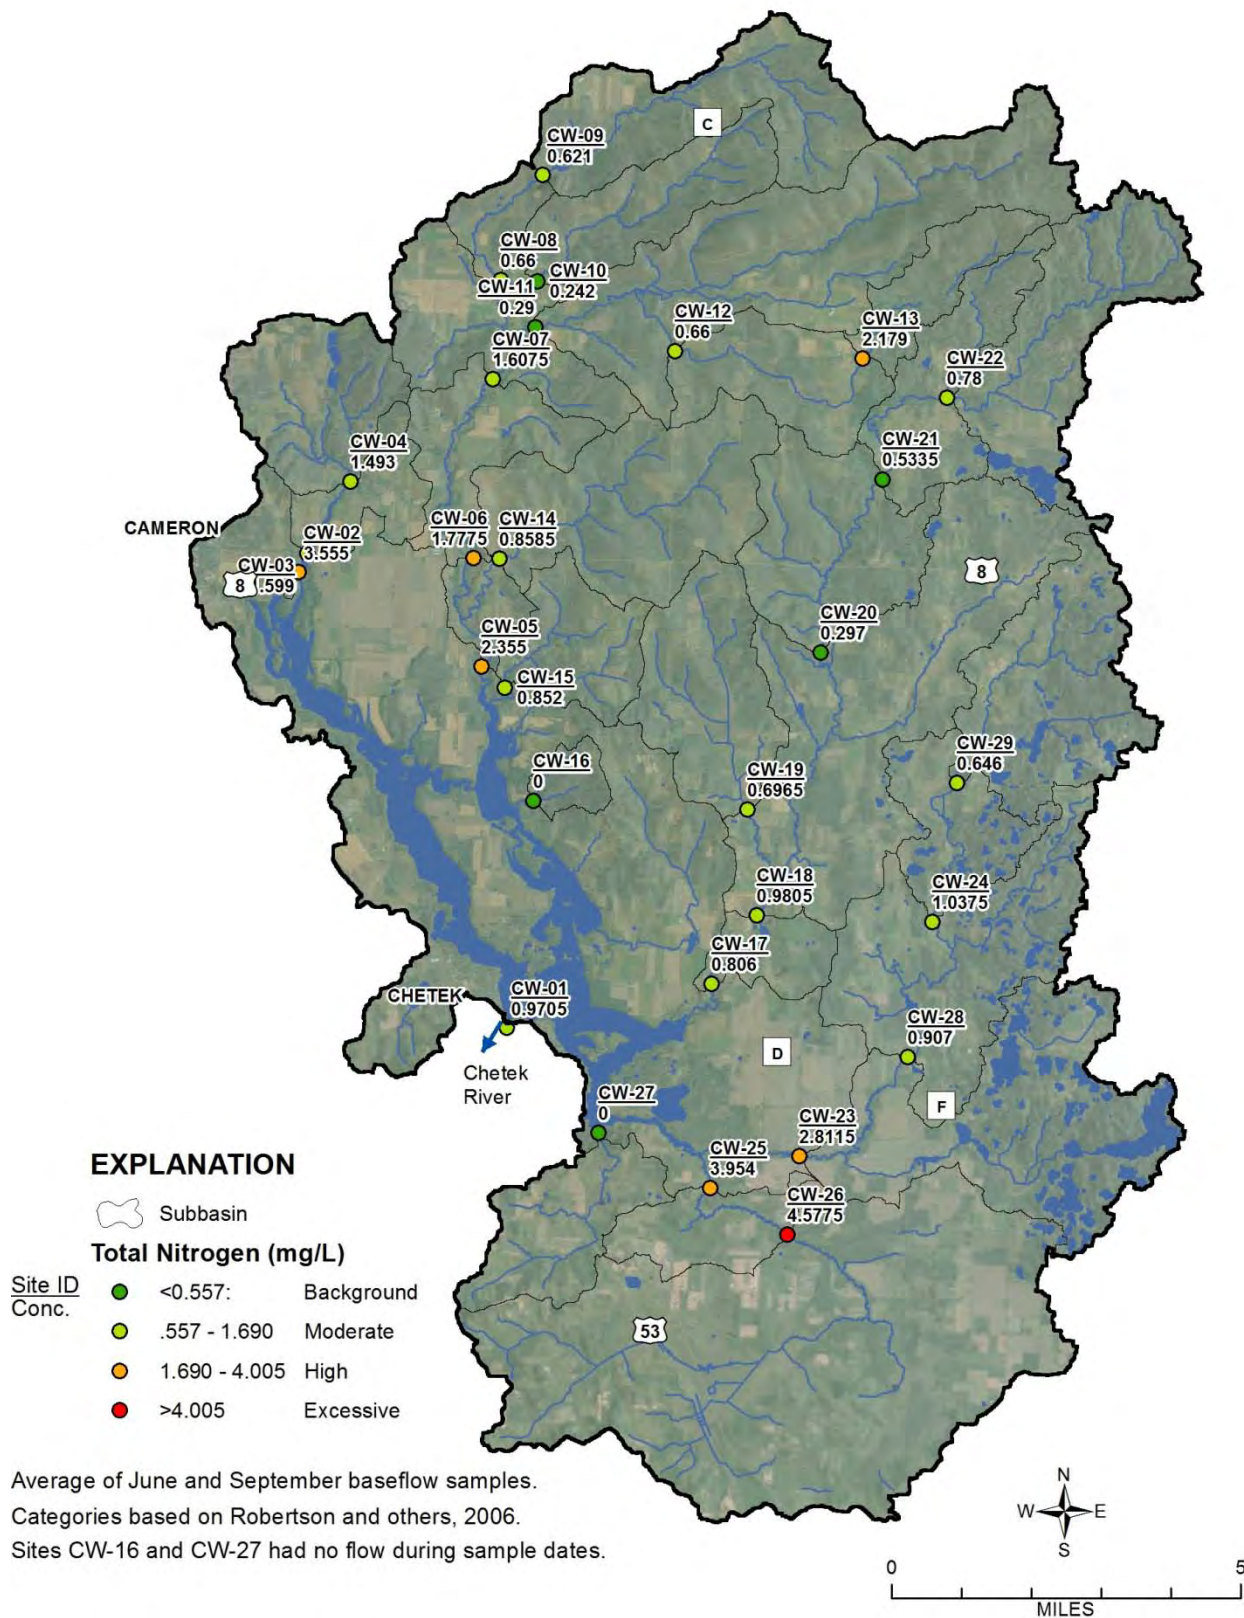 C
CW-09
0.621
CW-08
0.66
CW-10
0.242
CW-11
0.29
CW-07
1.6075
CW-12
0.66
CW-13
2.179
CW-22
0.78
CW-21
0.5335
CW-04
1.493
CAMERON
CW-02
3.555
CW-03
8
.599
CW-06
1.7775
CW-14
0.8585
8
CW-05
2.355
CW-15
0.852
CW-20
0.297
CW-16
0
CW-19
0.6965
CW-29
0.646
CW-18
0.9805
CW-24
1.0375
CW-17
0.806
CHETEK
CW-01
0.9705
Chetek
River
CW-28
0.907
D
F
CW-27
0
CW-23
2.8115
CW-25
3.954
CW-26
4.5775
53
EXPLANATION
Subbasin
Total Nitrogen (mg/L)
Site ID
Conc.
<0.557: Background
.557 - 1.690 Moderate
1.690 - 4.005 High
>4.005 Excessive
Average of June and September baseflow samples.
Categories based on Robertson and others, 2006.
Sites CW-16 and CW-27 had no flow during sample dates.
N
W E
S
0 5
MILES